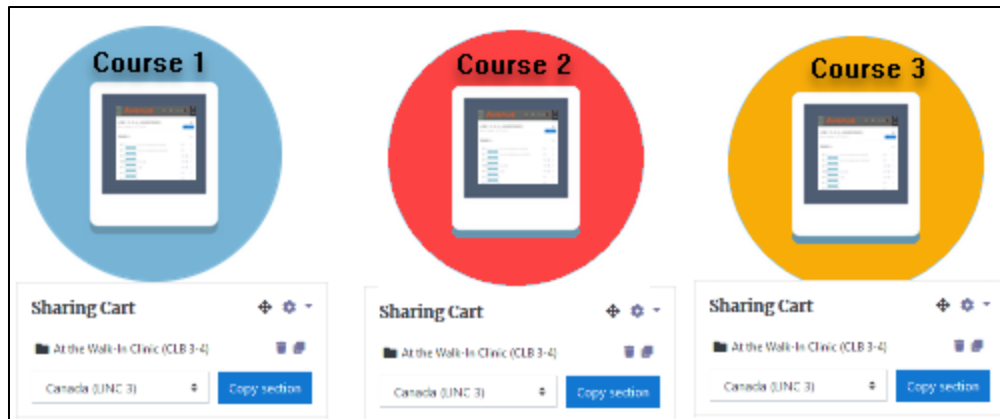 Course 1
Course 2
Course 3
Sharing Cart
At the Walk-In Clinic (CLB 3-4)
Canada (LINC 3)
Copy section
Sharing Cart
At the Walk-In Clinic (CLB 3-4)
Canada (LINC 3)
Copy section
Sharing Cart
At the Walk-In Clinic (CLB 3-4)
Canada (LINC 3)
Copy section